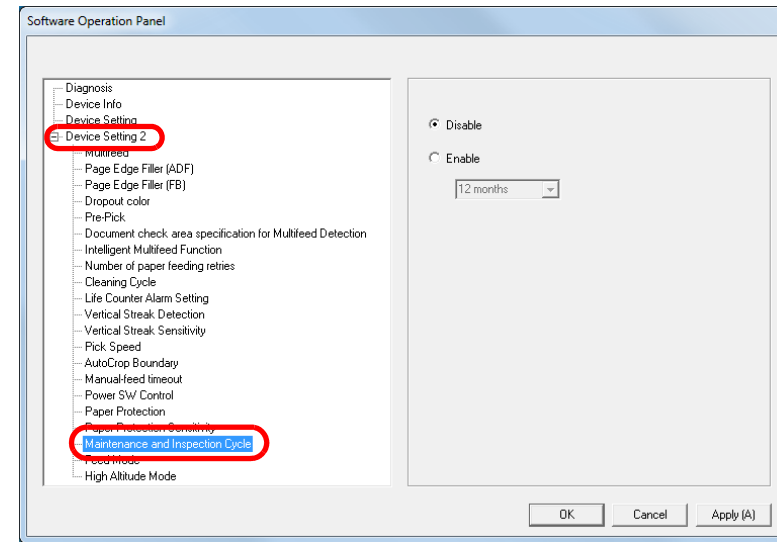 Software Operation Panel
Diagnosis
Device Info
Device Setting
Device Setting 2
Multifeed
Page Edge Filler (ADF)
Page Edge Filler (FB)
Dropout color
Pre-Pick
Document check area specification for Multifeed Detection
Intelligent Multifeed Function
Number of paper feeding retries
Cleaning Cycle
Life Counter Alarm Setting
Vertical Streak Detection
Vertical Streak Sensitivity
Pick Speed
AutoCrop Boundary
Manual-feed timeout
Power SW Control
Paper Protection
Paper Protection Sensitivity
Maintenance and Inspection Cycle
Feed Mode
High Altitude Mode
Disable
Enable
12 months
OK
Cancel
Apply (A)